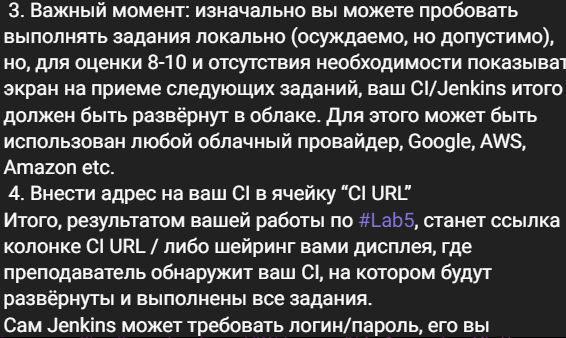 3. Важный момент: изначально вы можете пробовать
выполнять задания локально (осуждаемо, но допустимо),
но, для оценки 8-10 и отсутствия необходимости показыват
экран на приеме следующих заданий, ваш CI/Jenkins итого
должен быть развёрнут в облаке. Для этого может быть
использован любой облачный провайдер, Google, AWS,
Amazon etc.
4. Внести адрес на ваш CI в ячейку “CI URL”
Итого, результатом вашей работы по #Lab5, станет ссылка
колонке CI URL / либо шейринг вами дисплея, где
преподаватель обнаружит ваш CI, на котором будут
развёрнуты и выполнены все задания.
Сам Jenkins может требовать логин/пароль, его вы